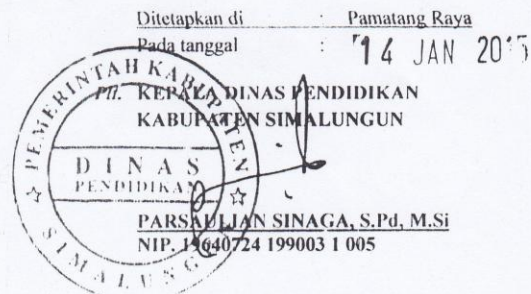 Ditetapkan di : Pamatang Raya
Pada tanggal : 14 JAN 2015
Plt. KEPALA DINAS PENDIDIKAN
KABUPATEN SIMALUNGUN
PEMERINTAH KABUPATEN
DINAS
PENDIDIKAN
SIMALUNGUN
PARSAULIAN SINAGA, S.Pd, M.Si
NIP. 19640724 199003 1 005